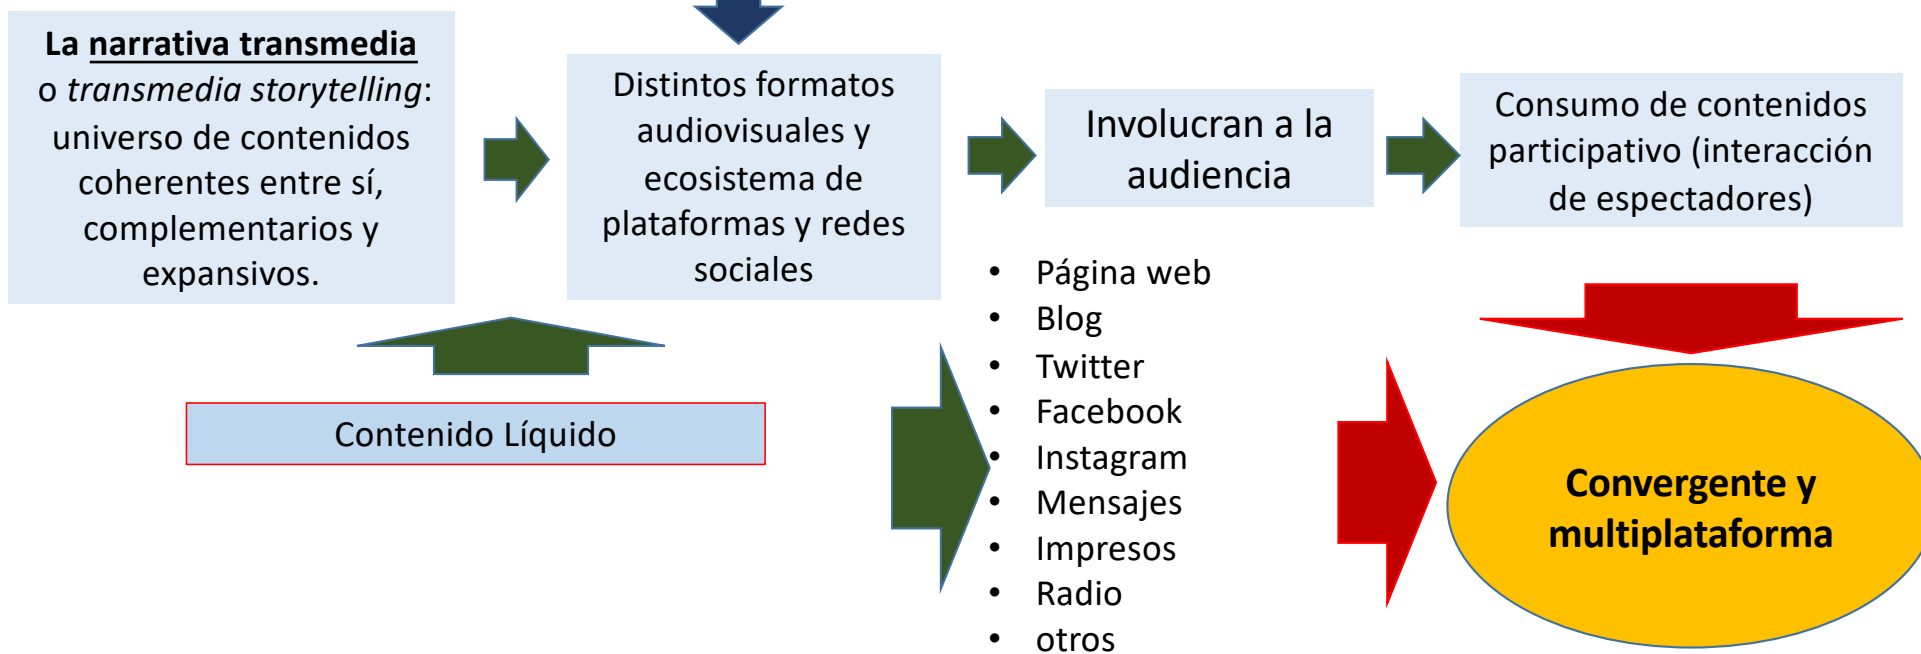 La narrativa transmedia
o transmedia storytelling:
universo de contenidos
coherentes entre sí,
complementarios y
expansivos.
Distintos formatos
audiovisuales y
ecosistema de
plataformas y redes
sociales
Involucran a la
audiencia
Consumo de contenidos
participativo (interacción
de espectadores)
Contenido Líquido
• Página web
• Blog
• Twitter
• Facebook
• Instagram
• Mensajes
• Impresos
• Radio
• otros
Convergente y
multiplataforma